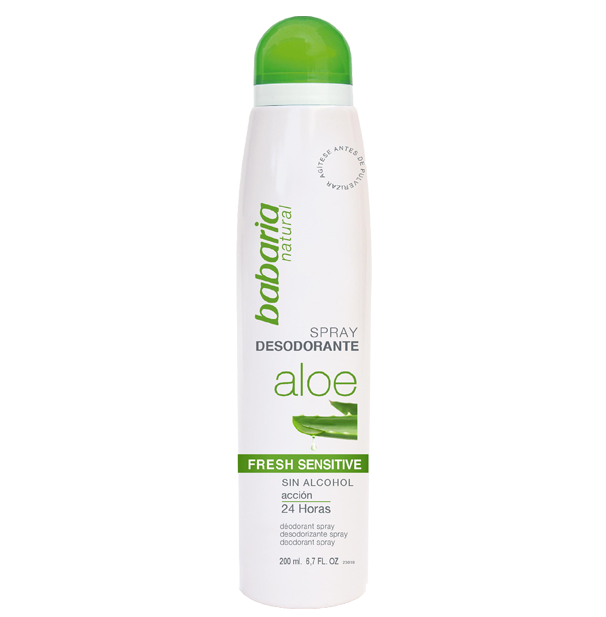 AGÍTESE ANTES DE PULVERIZAR
babaria
natural
SPRAY
DESODORANTE
aloe
FRESH SENSITIVE
SIN ALCOHOL
acción
24 Horas
déodorant spray
desodorizante spray
deodorant spray
200 ml. 6,7 FL. OZ